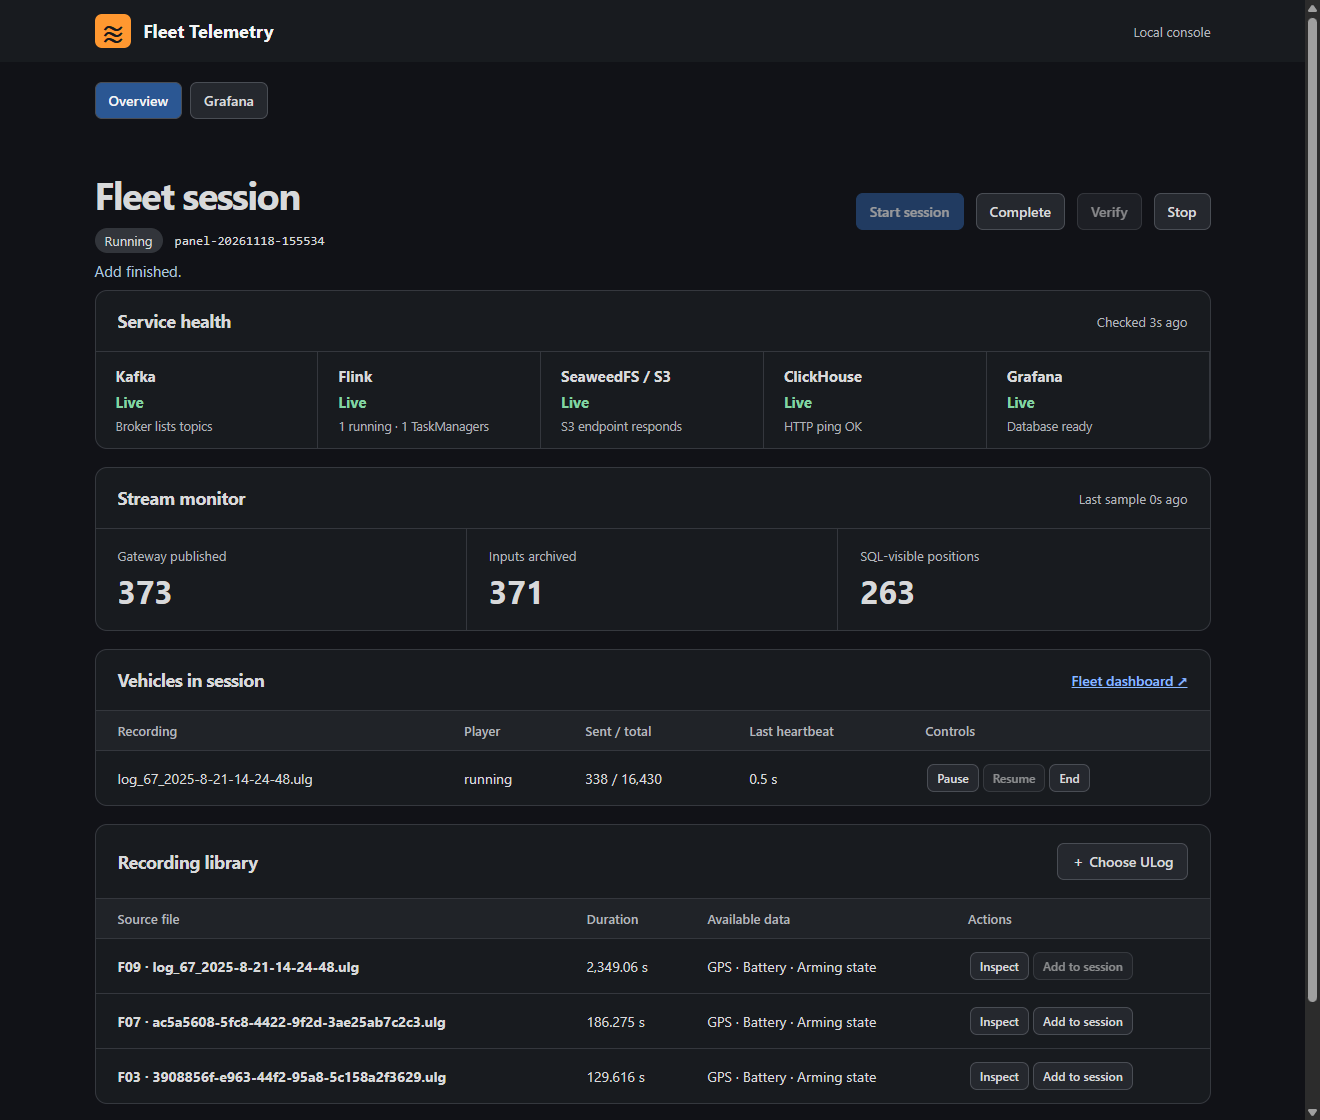 Fleet Telemetry
Local console
Overview
Grafana
Fleet session
Start session
Complete
Verify
Stop
Running
panel-20261118-155534
Add finished.
Service health
Checked 3s ago
Kafka
Live
Broker lists topics
Flink
Live
1 running · 1 TaskManagers
SeaweedFS / S3
Live
S3 endpoint responds
ClickHouse
Live
HTTP ping OK
Grafana
Live
Database ready
Stream monitor
Last sample 0s ago
Gateway published
373
Inputs archived
371
SQL-visible positions
263
Vehicles in session
Fleet dashboard ↗
Recording Player Sent / total Last heartbeat Controls
log_67_2025-8-21-14-24-48.ulg running 338 / 16,430 0.5 s Pause Resume End
Recording library
+ Choose ULog
Source file Duration Available data Actions
F09 · log_67_2025-8-21-14-24-48.ulg 2,349.06 s GPS · Battery · Arming state Inspect Add to session
F07 · ac5a5608-5fc8-4422-9f2d-3ae25ab7c2c3.ulg 186.275 s GPS · Battery · Arming state Inspect Add to session
F03 · 3908856f-e963-44f2-95a8-5c158a2f3629.ulg 129.616 s GPS · Battery · Arming state Inspect Add to session